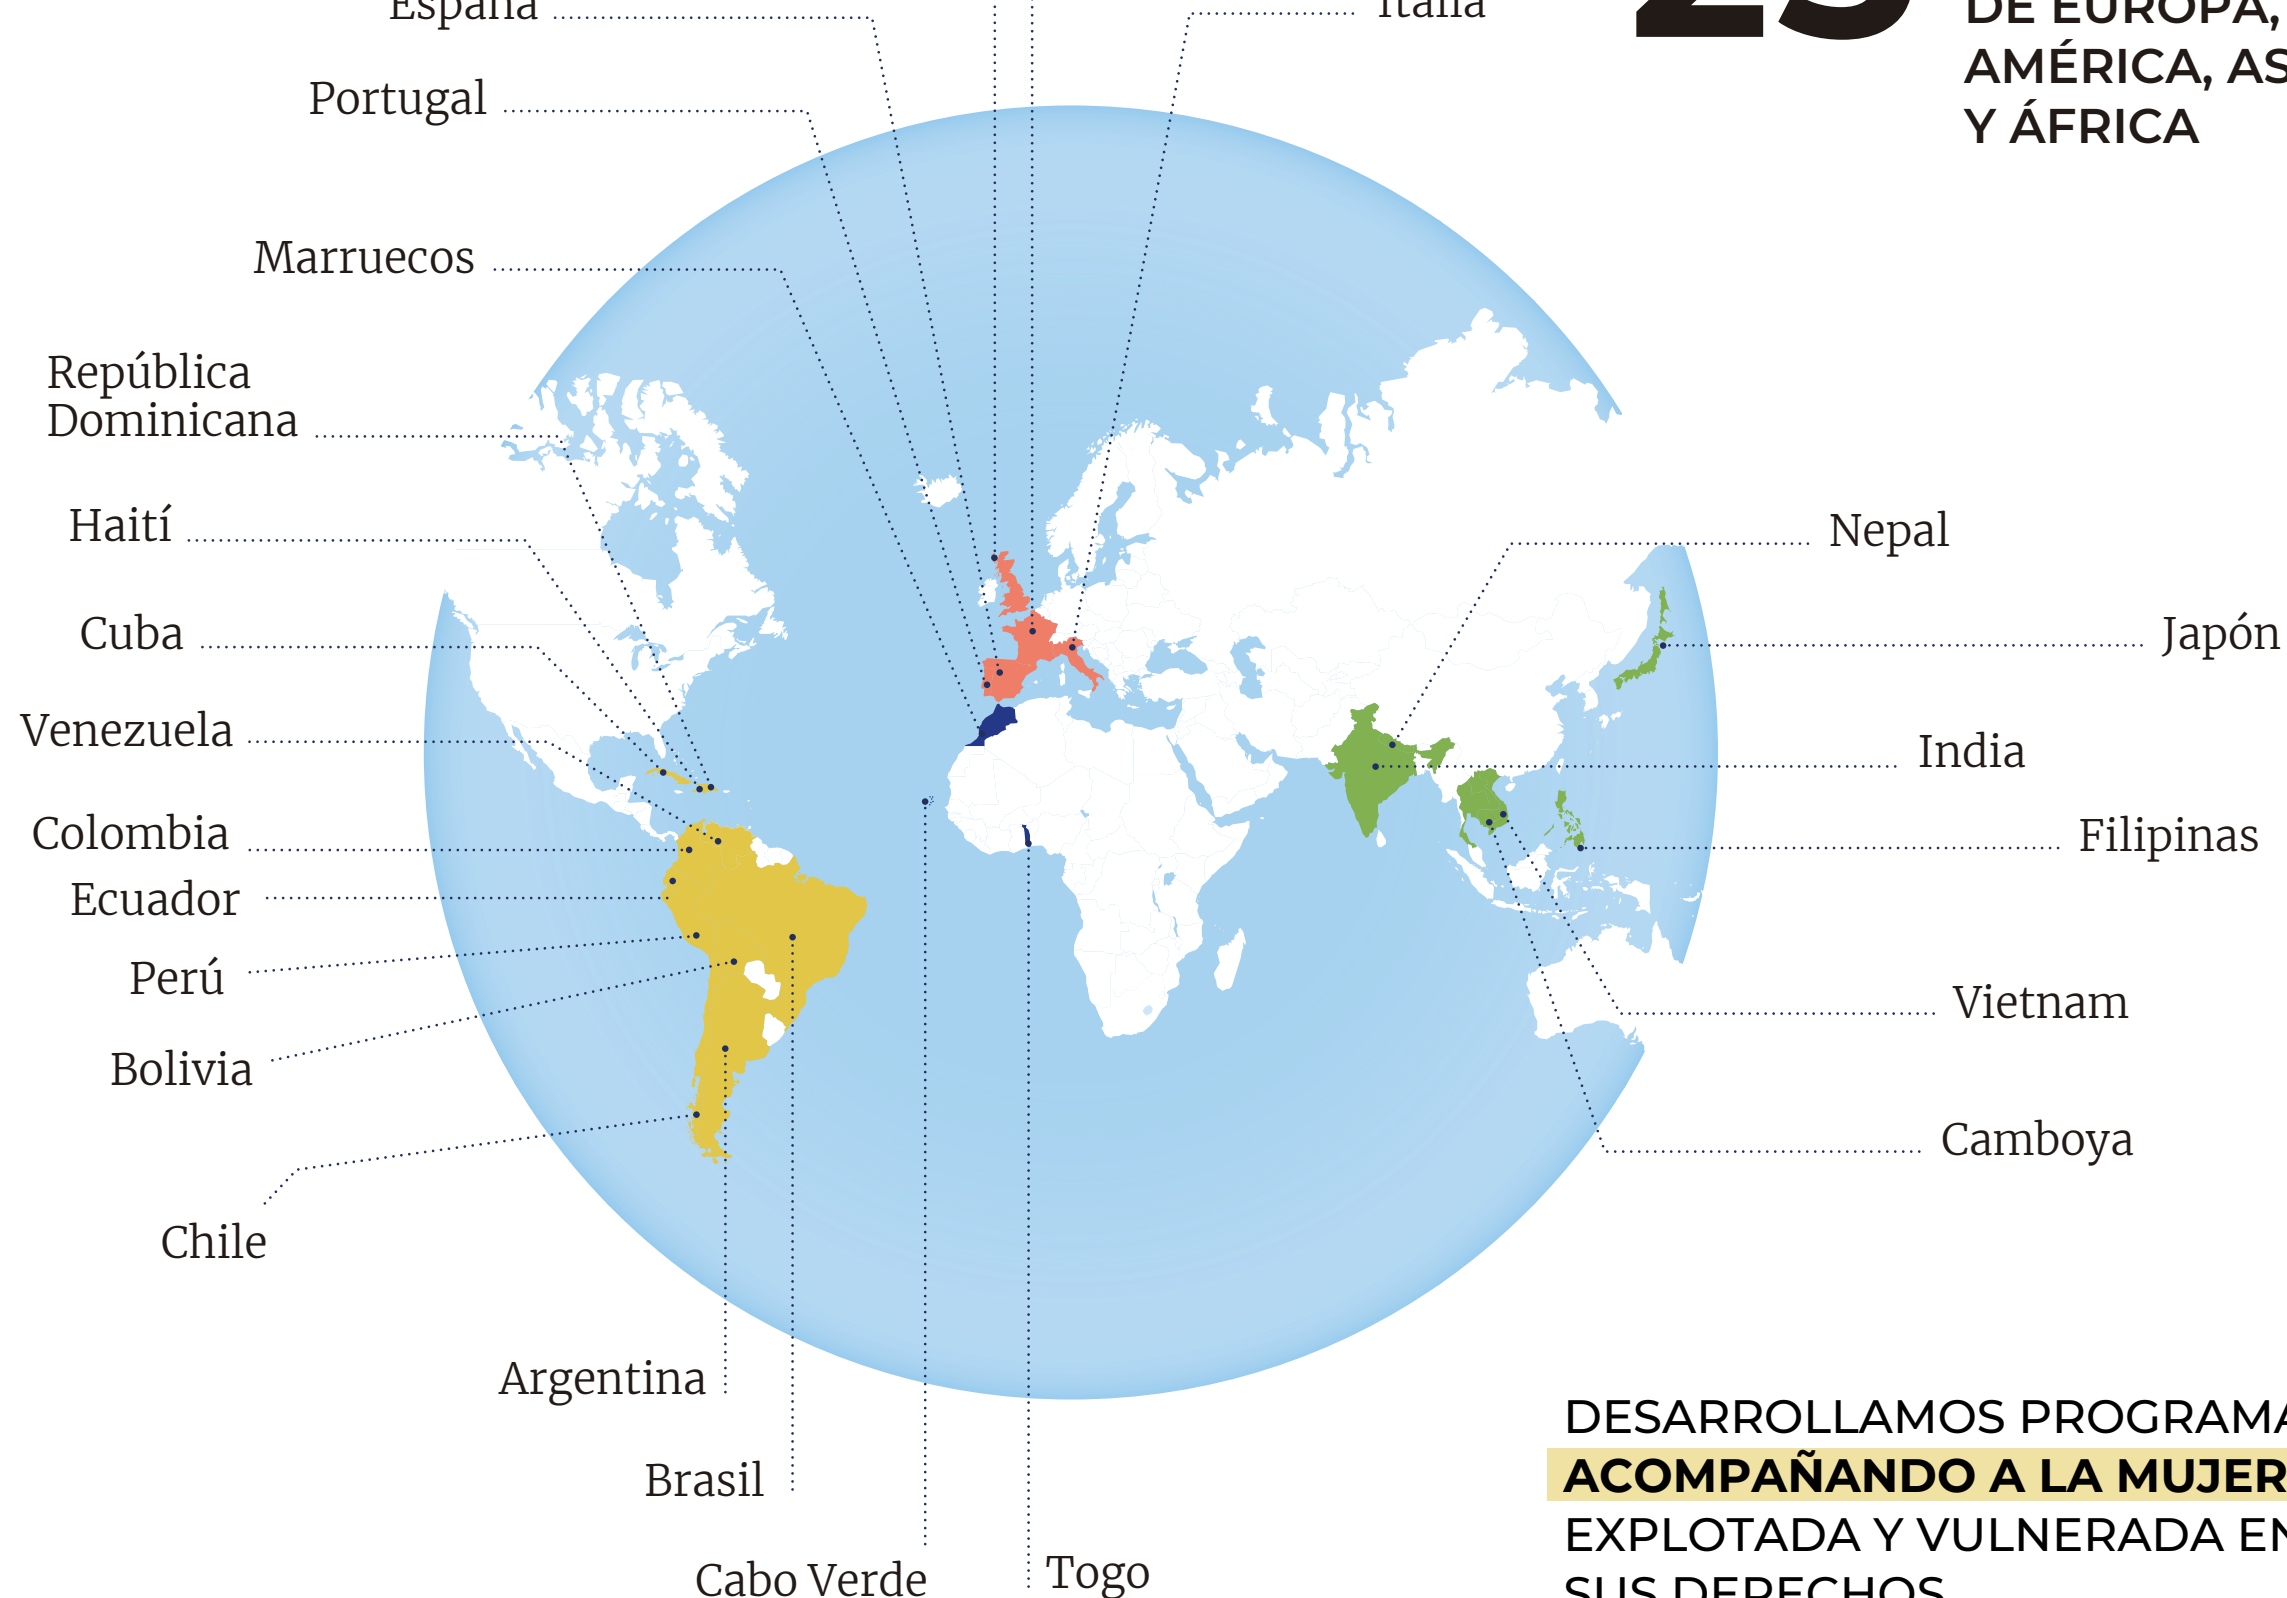 España
Italia
DE EUROPA,
Portugal
AMÉRICA, AS
Y ÁFRICA
Marruecos
República
Dominicana
Haití
Nepal
Cuba
Japón
Venezuela
India
Colombia
Filipinas
Ecuador
Perú
Vietnam
Bolivia
Camboya
Chile
Argentina
Brasil
Cabo Verde
Togo
DESARROLLAMOS PROGRAMA
ACOMPAÑANDO A LA MUJER
EXPLOTADA Y VULNERADA EN
SUS DERECHOS